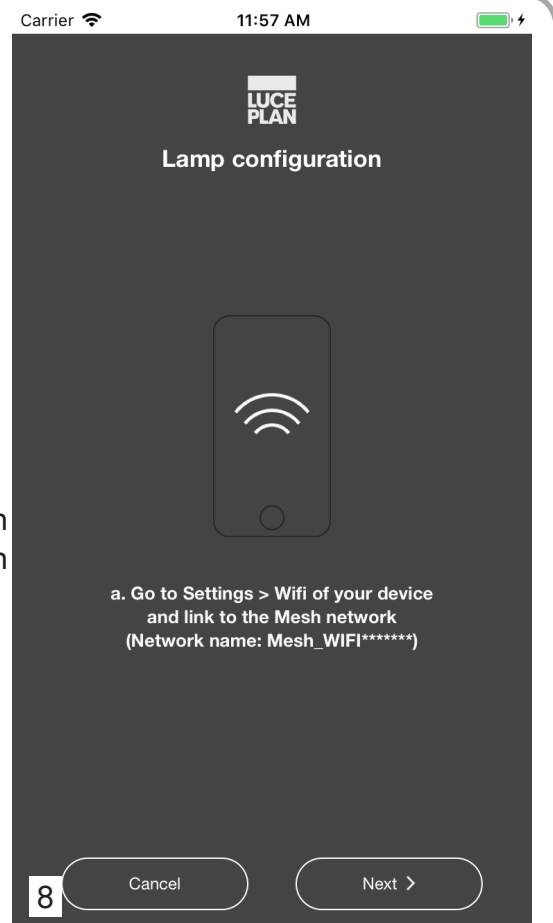 Carrier
11:57 AM
LUCE
PLAN
Lamp configuration
n
n
a. Go to Settings > Wifi of your device
and link to the Mesh network
(Network name: Mesh_WIFI*******)
8
Cancel
Next >